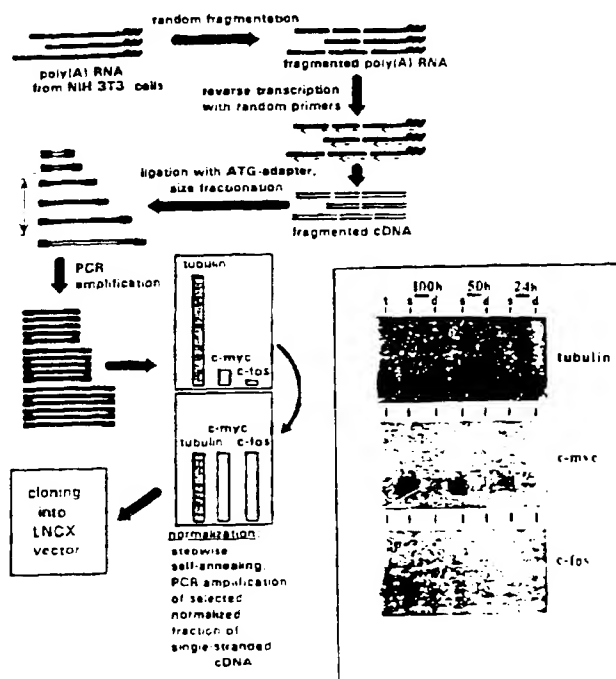 random fragmentation
poly(A) RNA
from NIH 3T3 cells
fragmented poly(A) RNA
reverse transcription
with random primers
ligation with ATG-adapter,
size fractionation
fragmented cDNA
PCR
amplification
tubulin
c-myc
c-fos
c-myc
tubulin c-fos
cloning
into
LNCX
vector
normalization,
stepwise
self-annealing,
PCR amplification
of selected
normalized
fraction of
single-stranded
cDNA
100h 50h 24h
t s d s d s d
tubulin
c-myc
c-fos